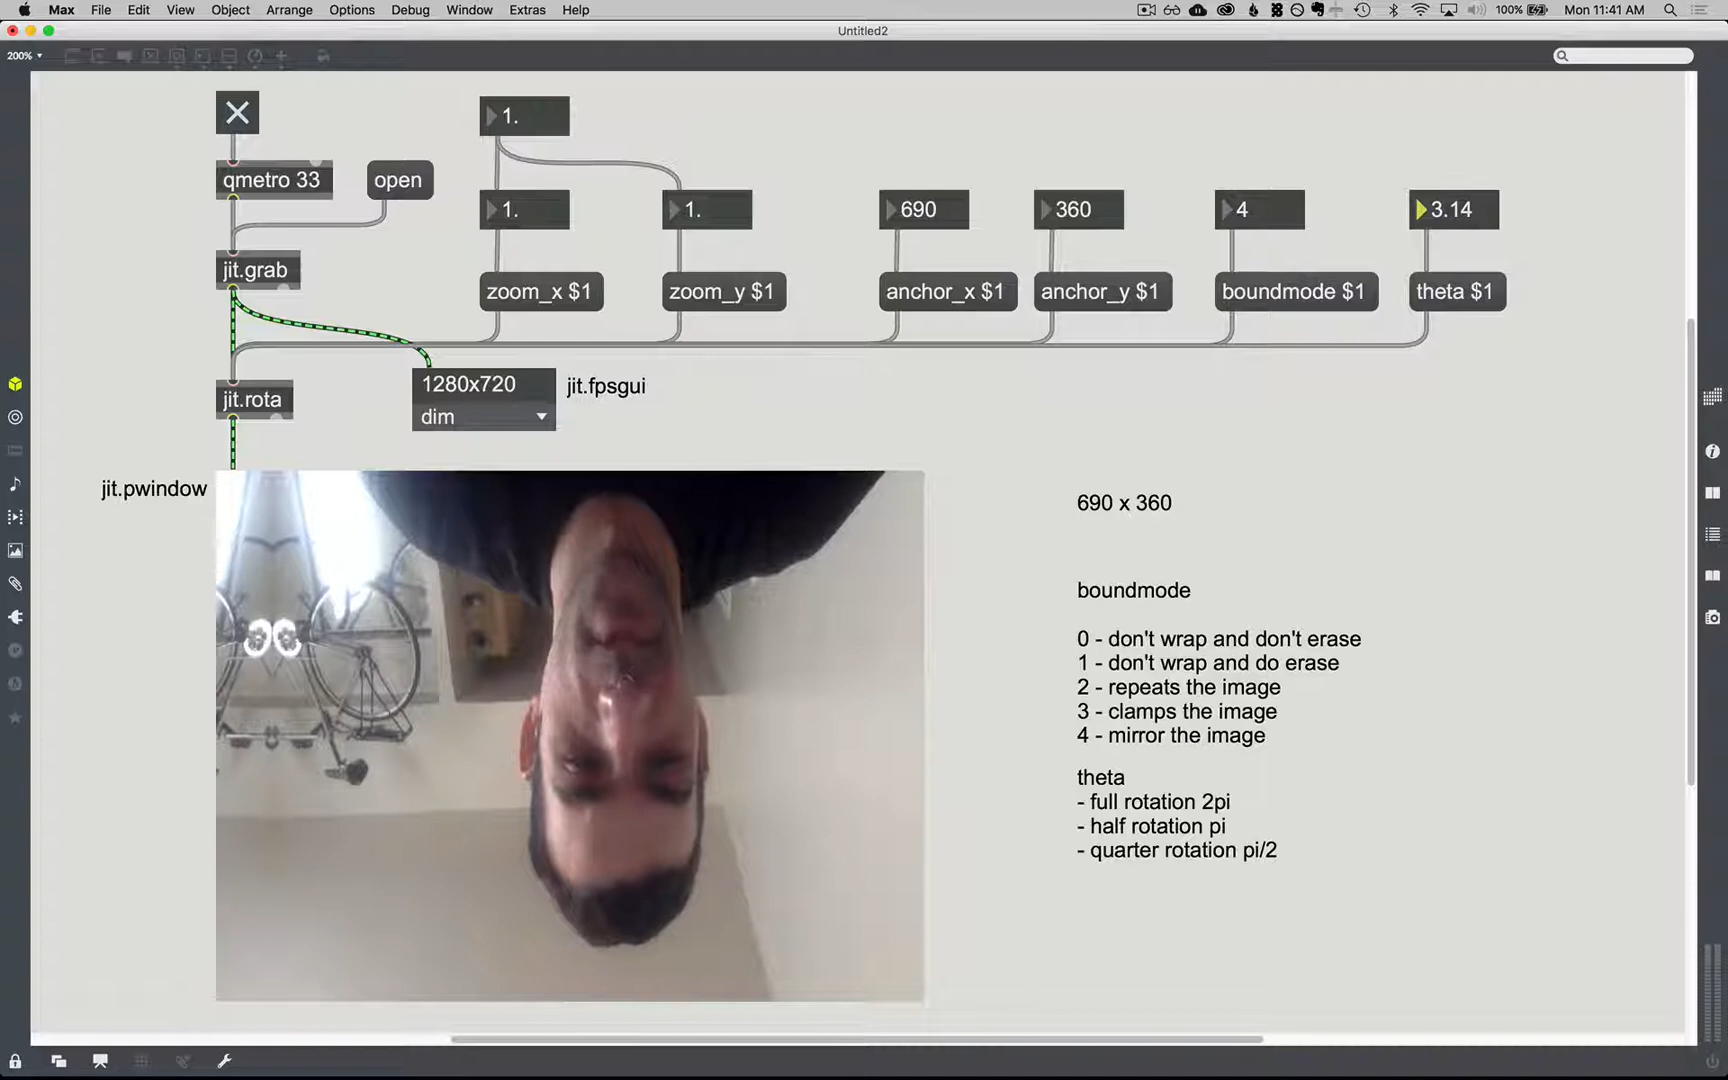 Max File Edit View Object Arrange Options Debug Window Extras Help
100% Mon 11:41 AM
Untitled2
200%
1.
qmetro 33
open
1.
1.
690
360
4
3.14
jit.grab
zoom_x $1
zoom_y $1
anchor_x $1
anchor_y $1
boundmode $1
theta $1
jit.rota
1280x720
dim
jit.fpsgui
jit.pwindow
690 x 360
boundmode
0 - don't wrap and don't erase
1 - don't wrap and do erase
2 - repeats the image
3 - clamps the image
4 - mirror the image
theta
- full rotation 2pi
- half rotation pi
- quarter rotation pi/2